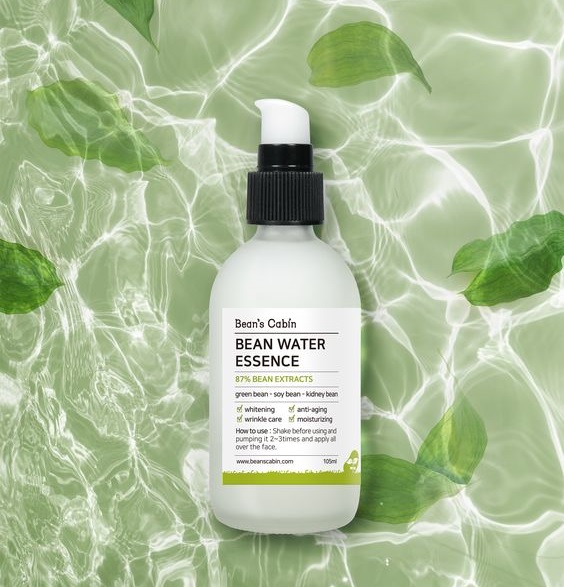 Bean's Cabin
BEAN WATER
ESSENCE
87% BEAN EXTRACTS
green bean - soy bean - kidney bean
whitening anti-aging
wrinkle care moisturizing
How to use : Shake before using and
pumping it 2~3times and apply all
over the face.
www.beanscabin.com 105ml